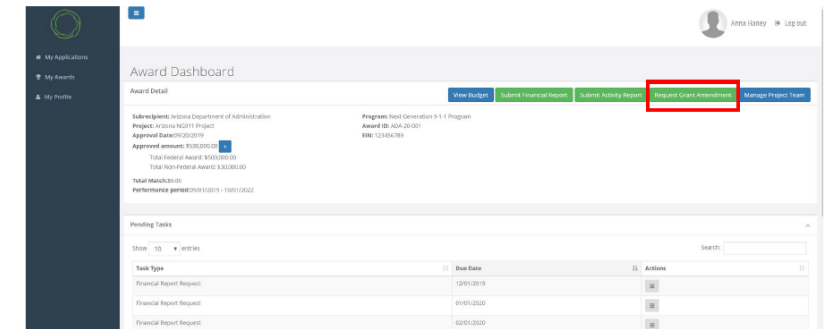 Anna Haney Log out
My Applications
My Awards
My Profile
Award Dashboard
Award Detail
View Budget Submit Financial Report Submit Activity Report Request Grant Amendment Manage Project Team
Subrecipient: Arizona Department of Administration Program: Next Generation 9-1-1 Program
Project: Arizona NG911 Project Award ID: ADA-20-001
Approval Date:09/20/2019 EIN: 123456789
Approved amount: $530,000.00 +
Total Federal Award: $500,000.00
Total Non-Federal Award: $30,000.00
Total Match:$0.00
Performance period:09/01/2019 - 10/01/2022
Pending Tasks
Show 10 entries Search:
Task Type Due Date Actions
Financial Report Request 12/01/2019
Financial Report Request 01/01/2020
Financial Report Request 02/01/2020